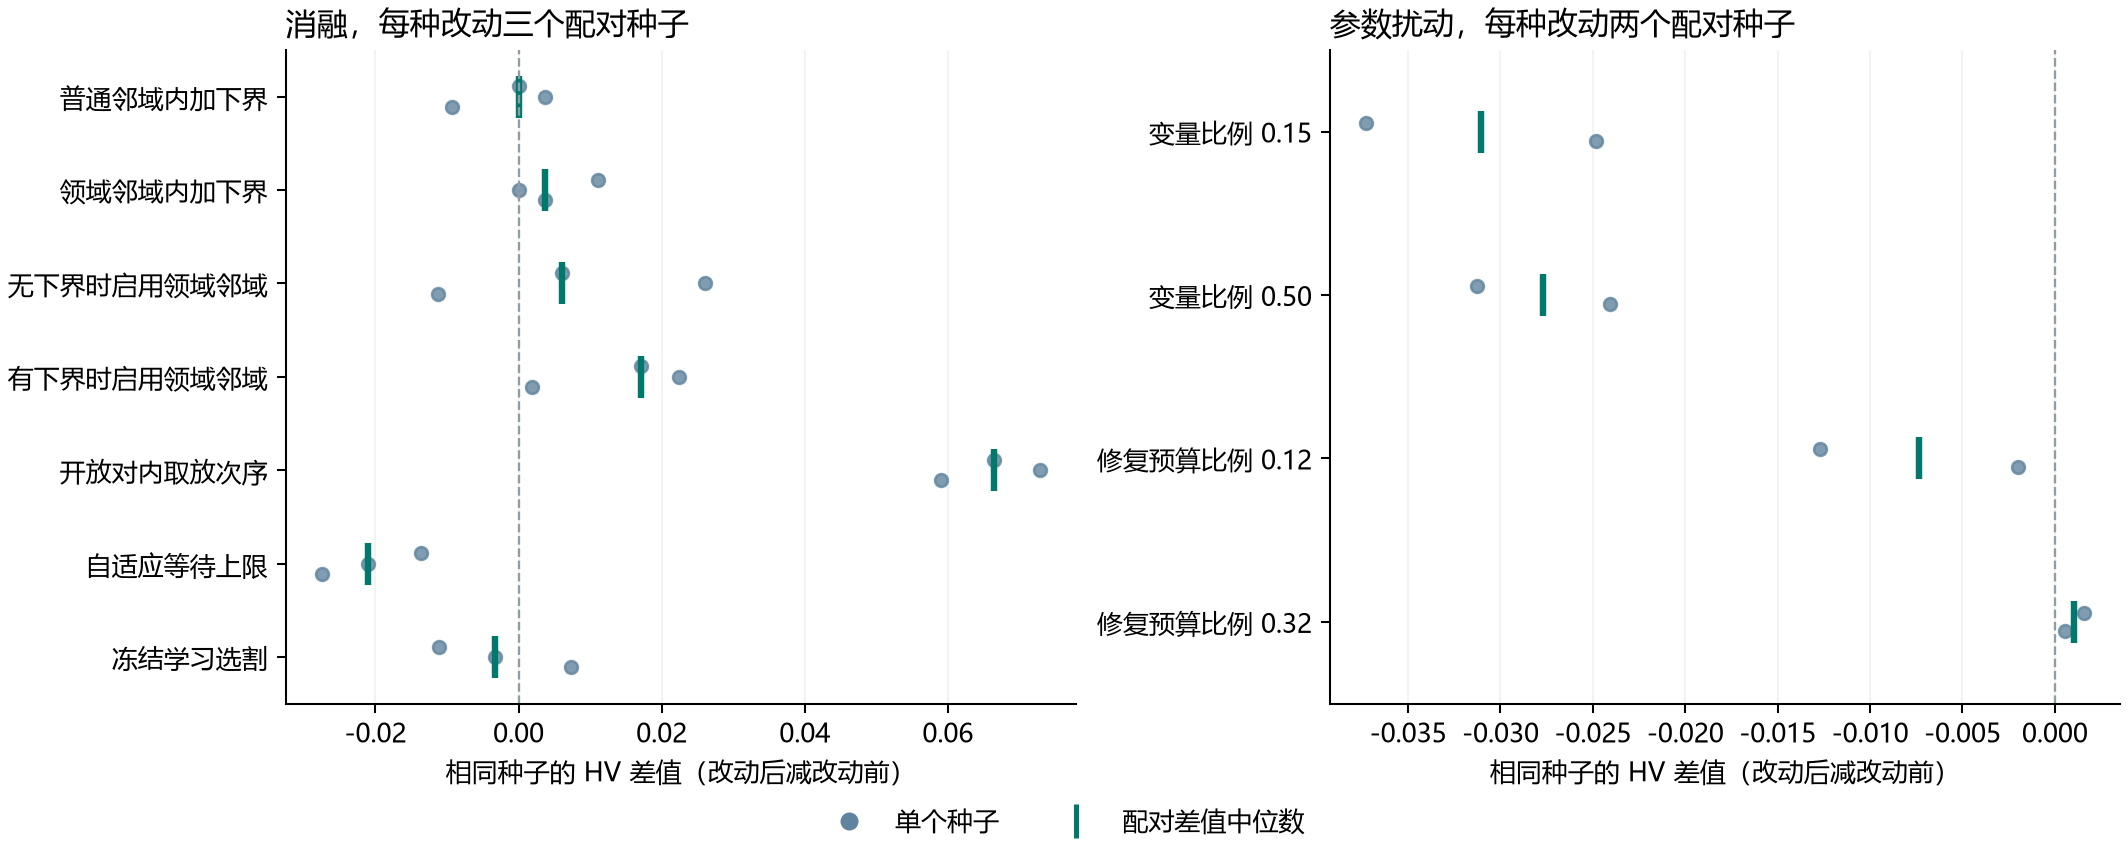 消融，每种改动三个配对种子
普通邻域内加下界
领域邻域内加下界
无下界时启用领域邻域
有下界时启用领域邻域
开放对内取放次序
自适应等待上限
冻结学习选割
-0.02 0.00 0.02 0.04 0.06
相同种子的 HV 差值（改动后减改动前）
参数扰动，每种改动两个配对种子
变量比例 0.15
变量比例 0.50
修复预算比例 0.12
修复预算比例 0.32
-0.035 -0.030 -0.025 -0.020 -0.015 -0.010 -0.005 0.000
相同种子的 HV 差值（改动后减改动前）
单个种子
配对差值中位数